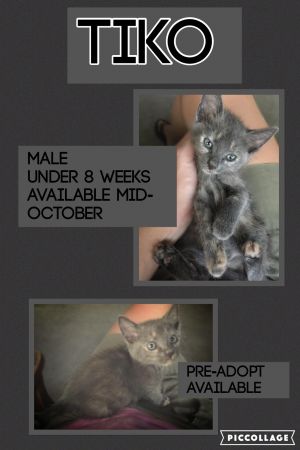 TIKO
MALE
UNDER 8 WEEKS
AVAILABLE MID-
OCTOBER
PRE-ADOPT
AVAILABLE
PICCOLLAGE